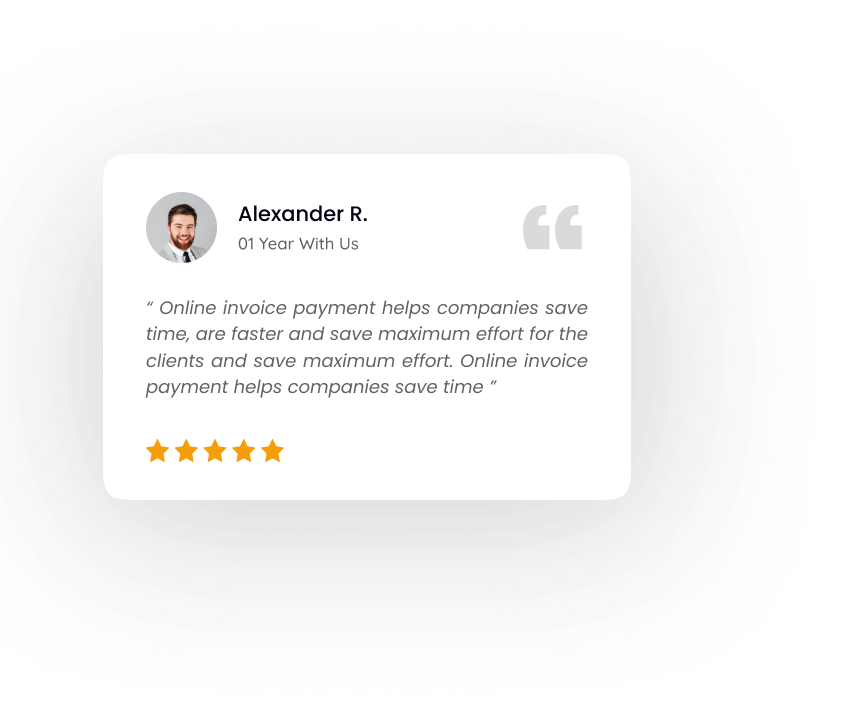 Alexander R.
01 Year With Us
“ Online invoice payment helps companies save
time, are faster and save maximum effort for the
clients and save maximum effort. Online invoice
payment helps companies save time ”